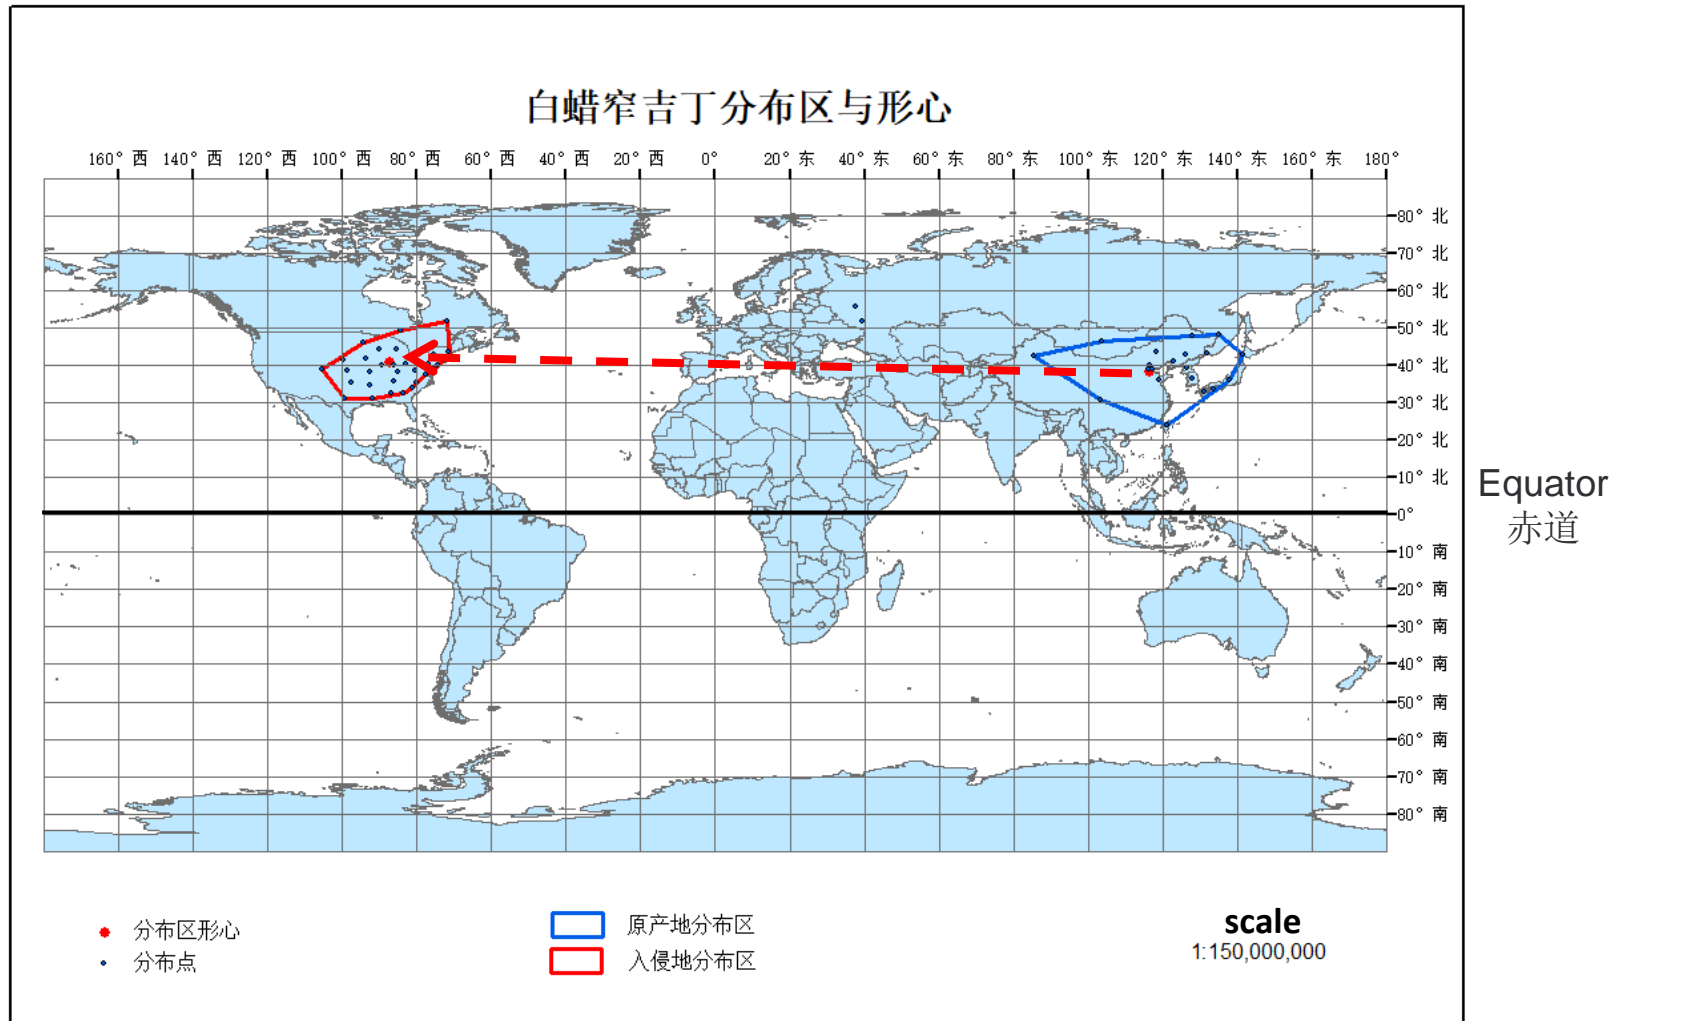 白蜡窄吉丁分布区与形心
160° 西 140° 西 120° 西 100° 西 80° 西 60° 西 40° 西 20° 西 0° 20° 东 40° 东 60° 东 80° 东 100° 东 120° 东 140° 东 160° 东 180°
80° 北
70° 北
60° 北
50° 北
40° 北
30° 北
20° 北
10° 北
0°
10° 南
20° 南
30° 南
40° 南
50° 南
60° 南
70° 南
80° 南
Equator
赤道
分布区形心
分布点
原产地分布区
入侵地分布区
scale
1:150,000,000